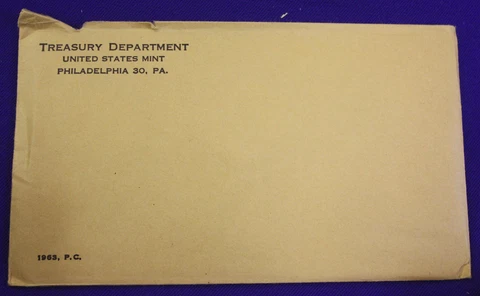 TREASURY DEPARTMENT
UNITED STATES MINT
PHILADELPHIA 30, PA.
1963, P.C.